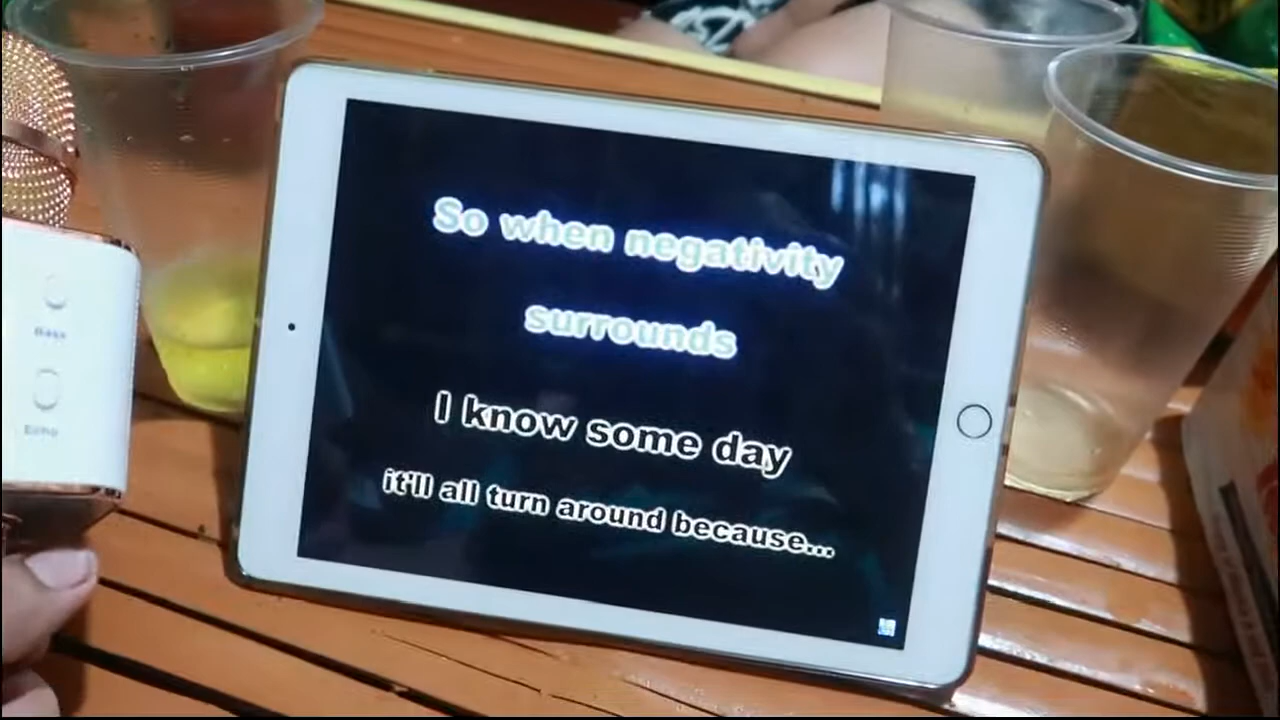 So when negativity
surrounds
I know some day
it'll all turn around because...
Bass
Echo